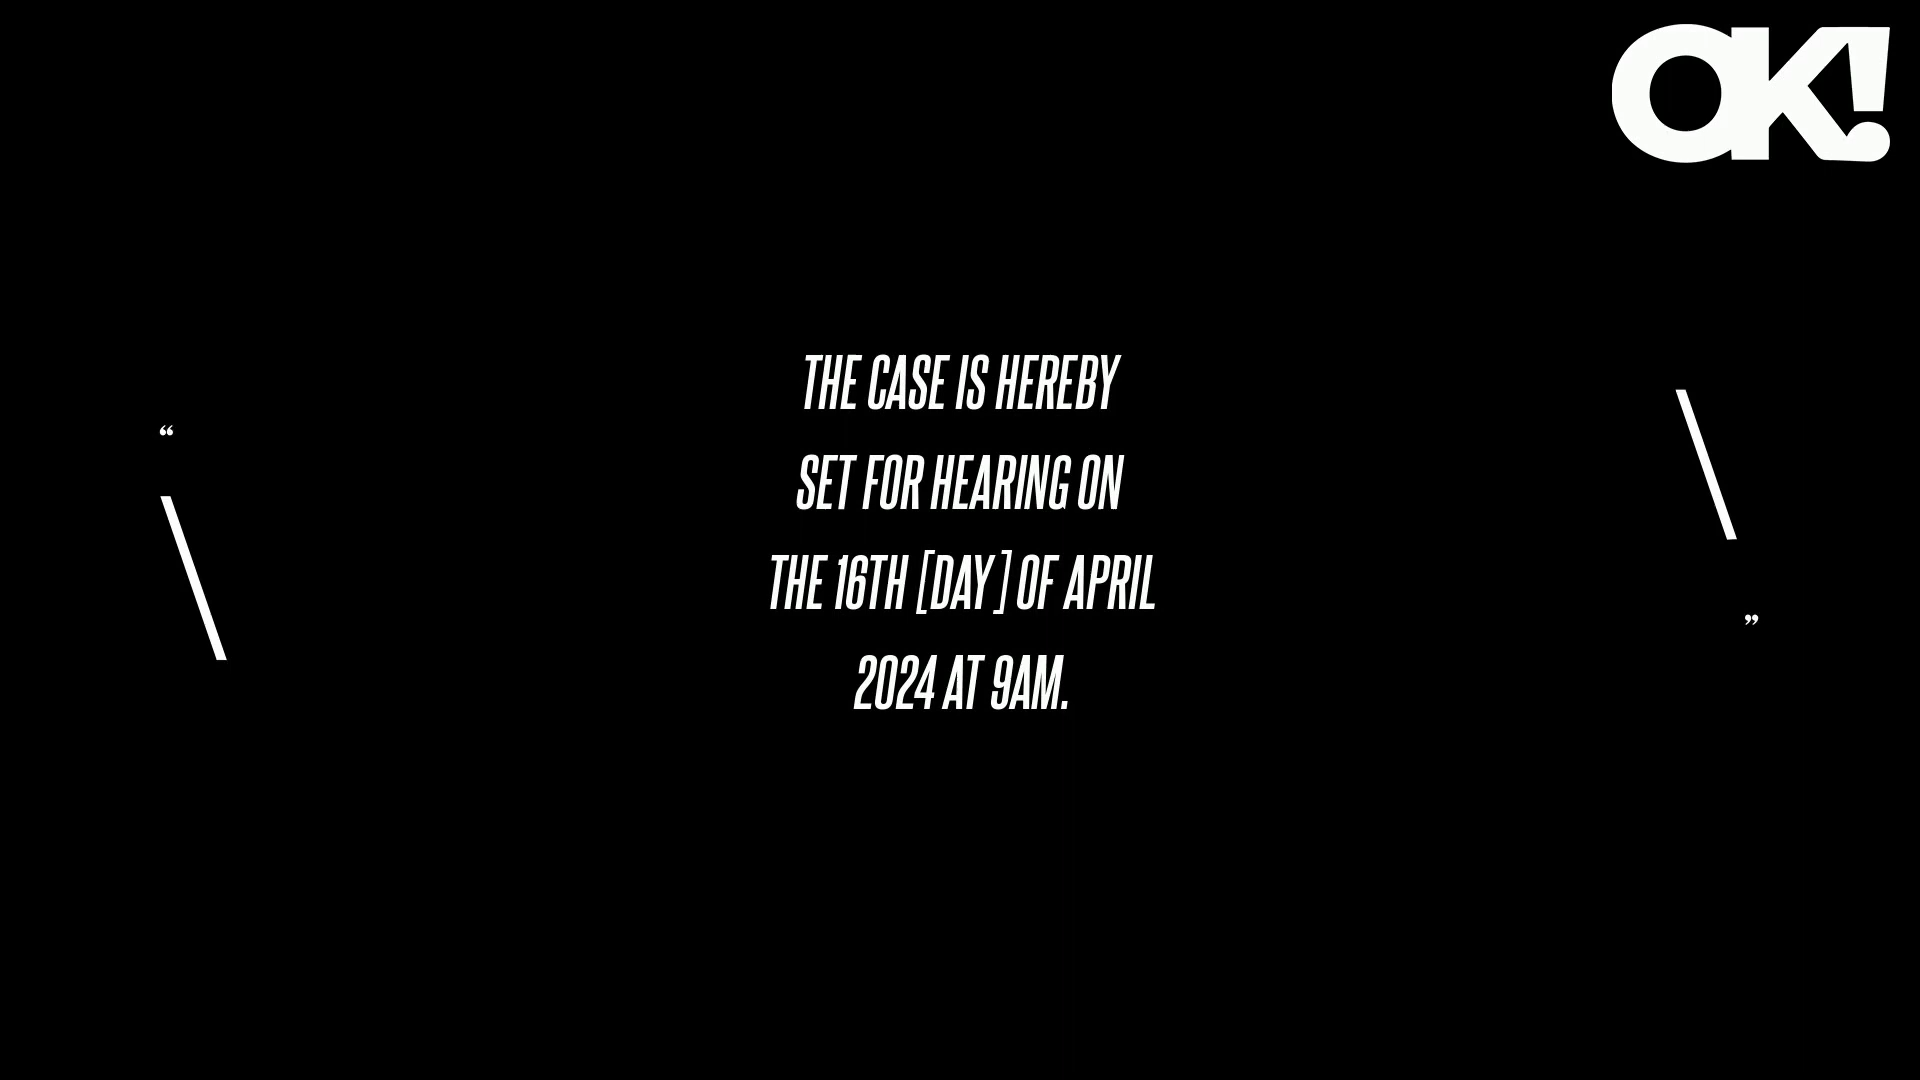 OK!
“
THE CASE IS HEREBY
SET FOR HEARING ON
THE 16TH [DAY] OF APRIL
2024 AT 9AM.
”